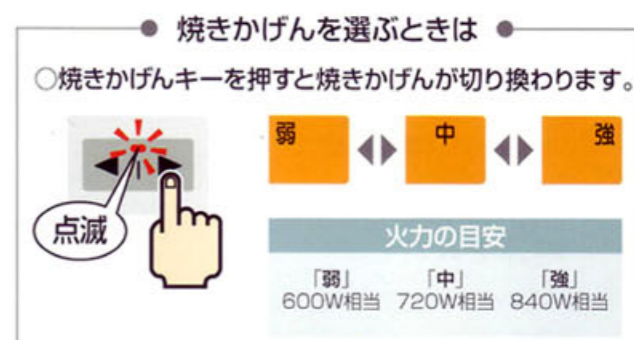 焼きかげんを選ぶときは
○焼きかげんキーを押すと焼きかげんが切り換わります。
点滅
弱 中 強
火力の目安
「弱」 「中」 「強」
600W相当 720W相当 840W相当